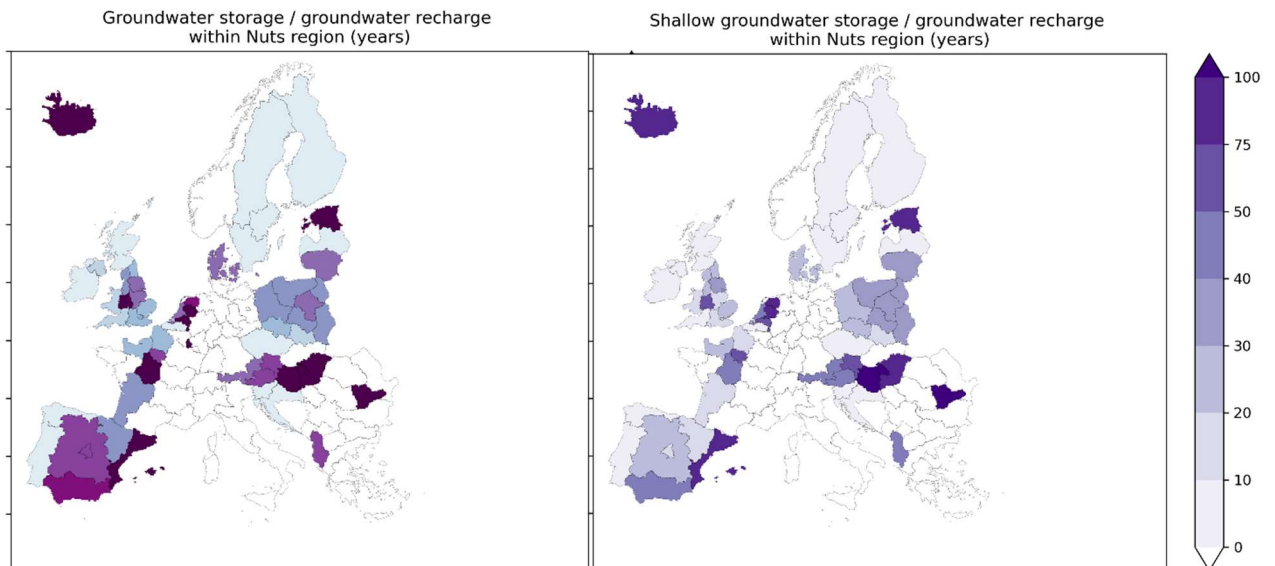 Groundwater storage / groundwater recharge
within Nuts region (years)
Shallow groundwater storage / groundwater recharge
within Nuts region (years)
100
75
50
40
30
20
10
0